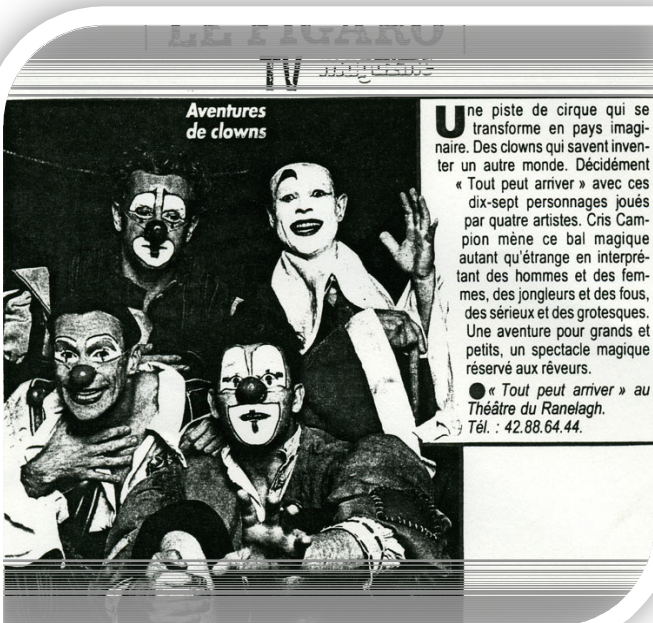 LE FIGARO
TV magazine
Aventures
de clowns
Une piste de cirque qui se
transforme en pays imagi-
naire. Des clowns qui savent inven-
ter un autre monde. Décidément
« Tout peut arriver » avec ces
dix-sept personnages joués
par quatre artistes. Cris Cam-
pion mène ce bal magique
autant qu'étrange en interpré-
tant des hommes et des fem-
mes, des jongleurs et des fous,
des sérieux et des grotesques.
Une aventure pour grands et
petits, un spectacle magique
réservé aux rêveurs.
● « Tout peut arriver » au
Théâtre du Ranelagh.
Tél. : 42.88.64.44.